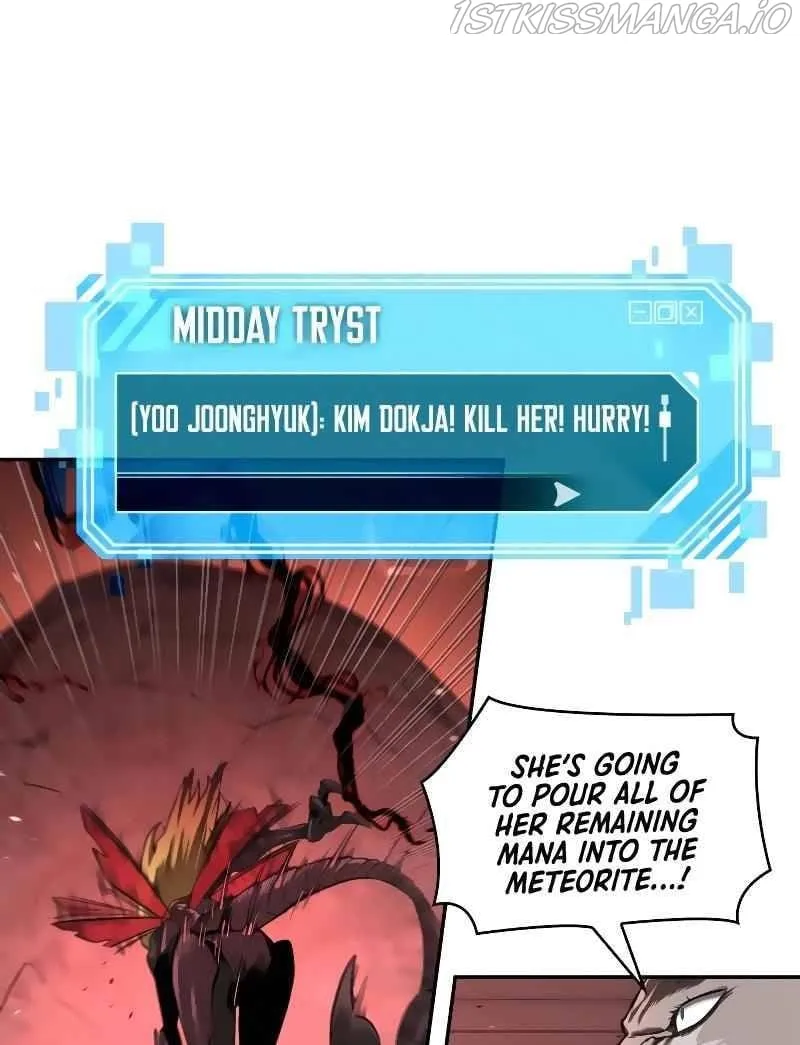 1STKISSMANGA.IO
MIDDAY TRYST
[YOO JOONGHYUK]: KIM DOKJA! KILL HER! HURRY!
SHE'S GOING
TO POUR ALL OF
HER REMAINING
MANA INTO THE
METEORITE...!